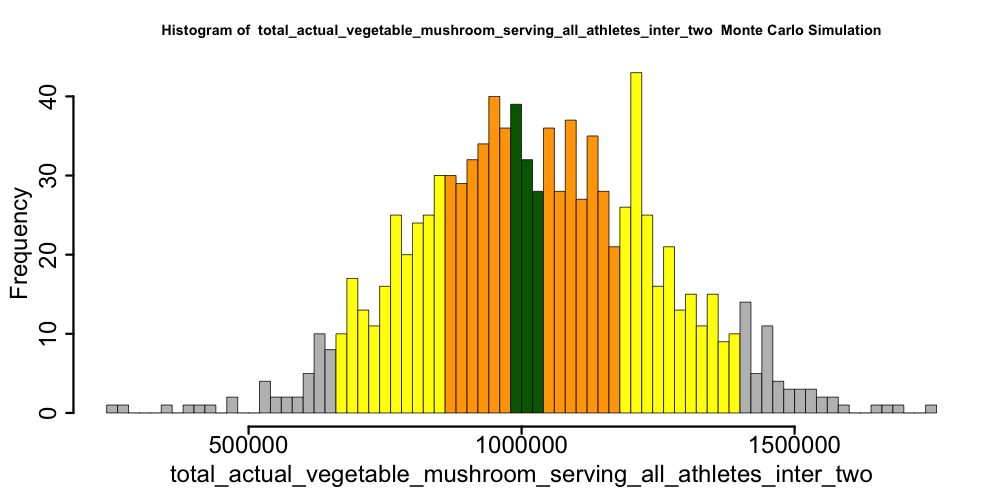 Histogram of  total_actual_vegetable_mushroom_serving_all_athletes_inter_two  Monte Carlo Simulation
Frequency
40
30
20
10
0
500000 1000000 1500000
total_actual_vegetable_mushroom_serving_all_athletes_inter_two